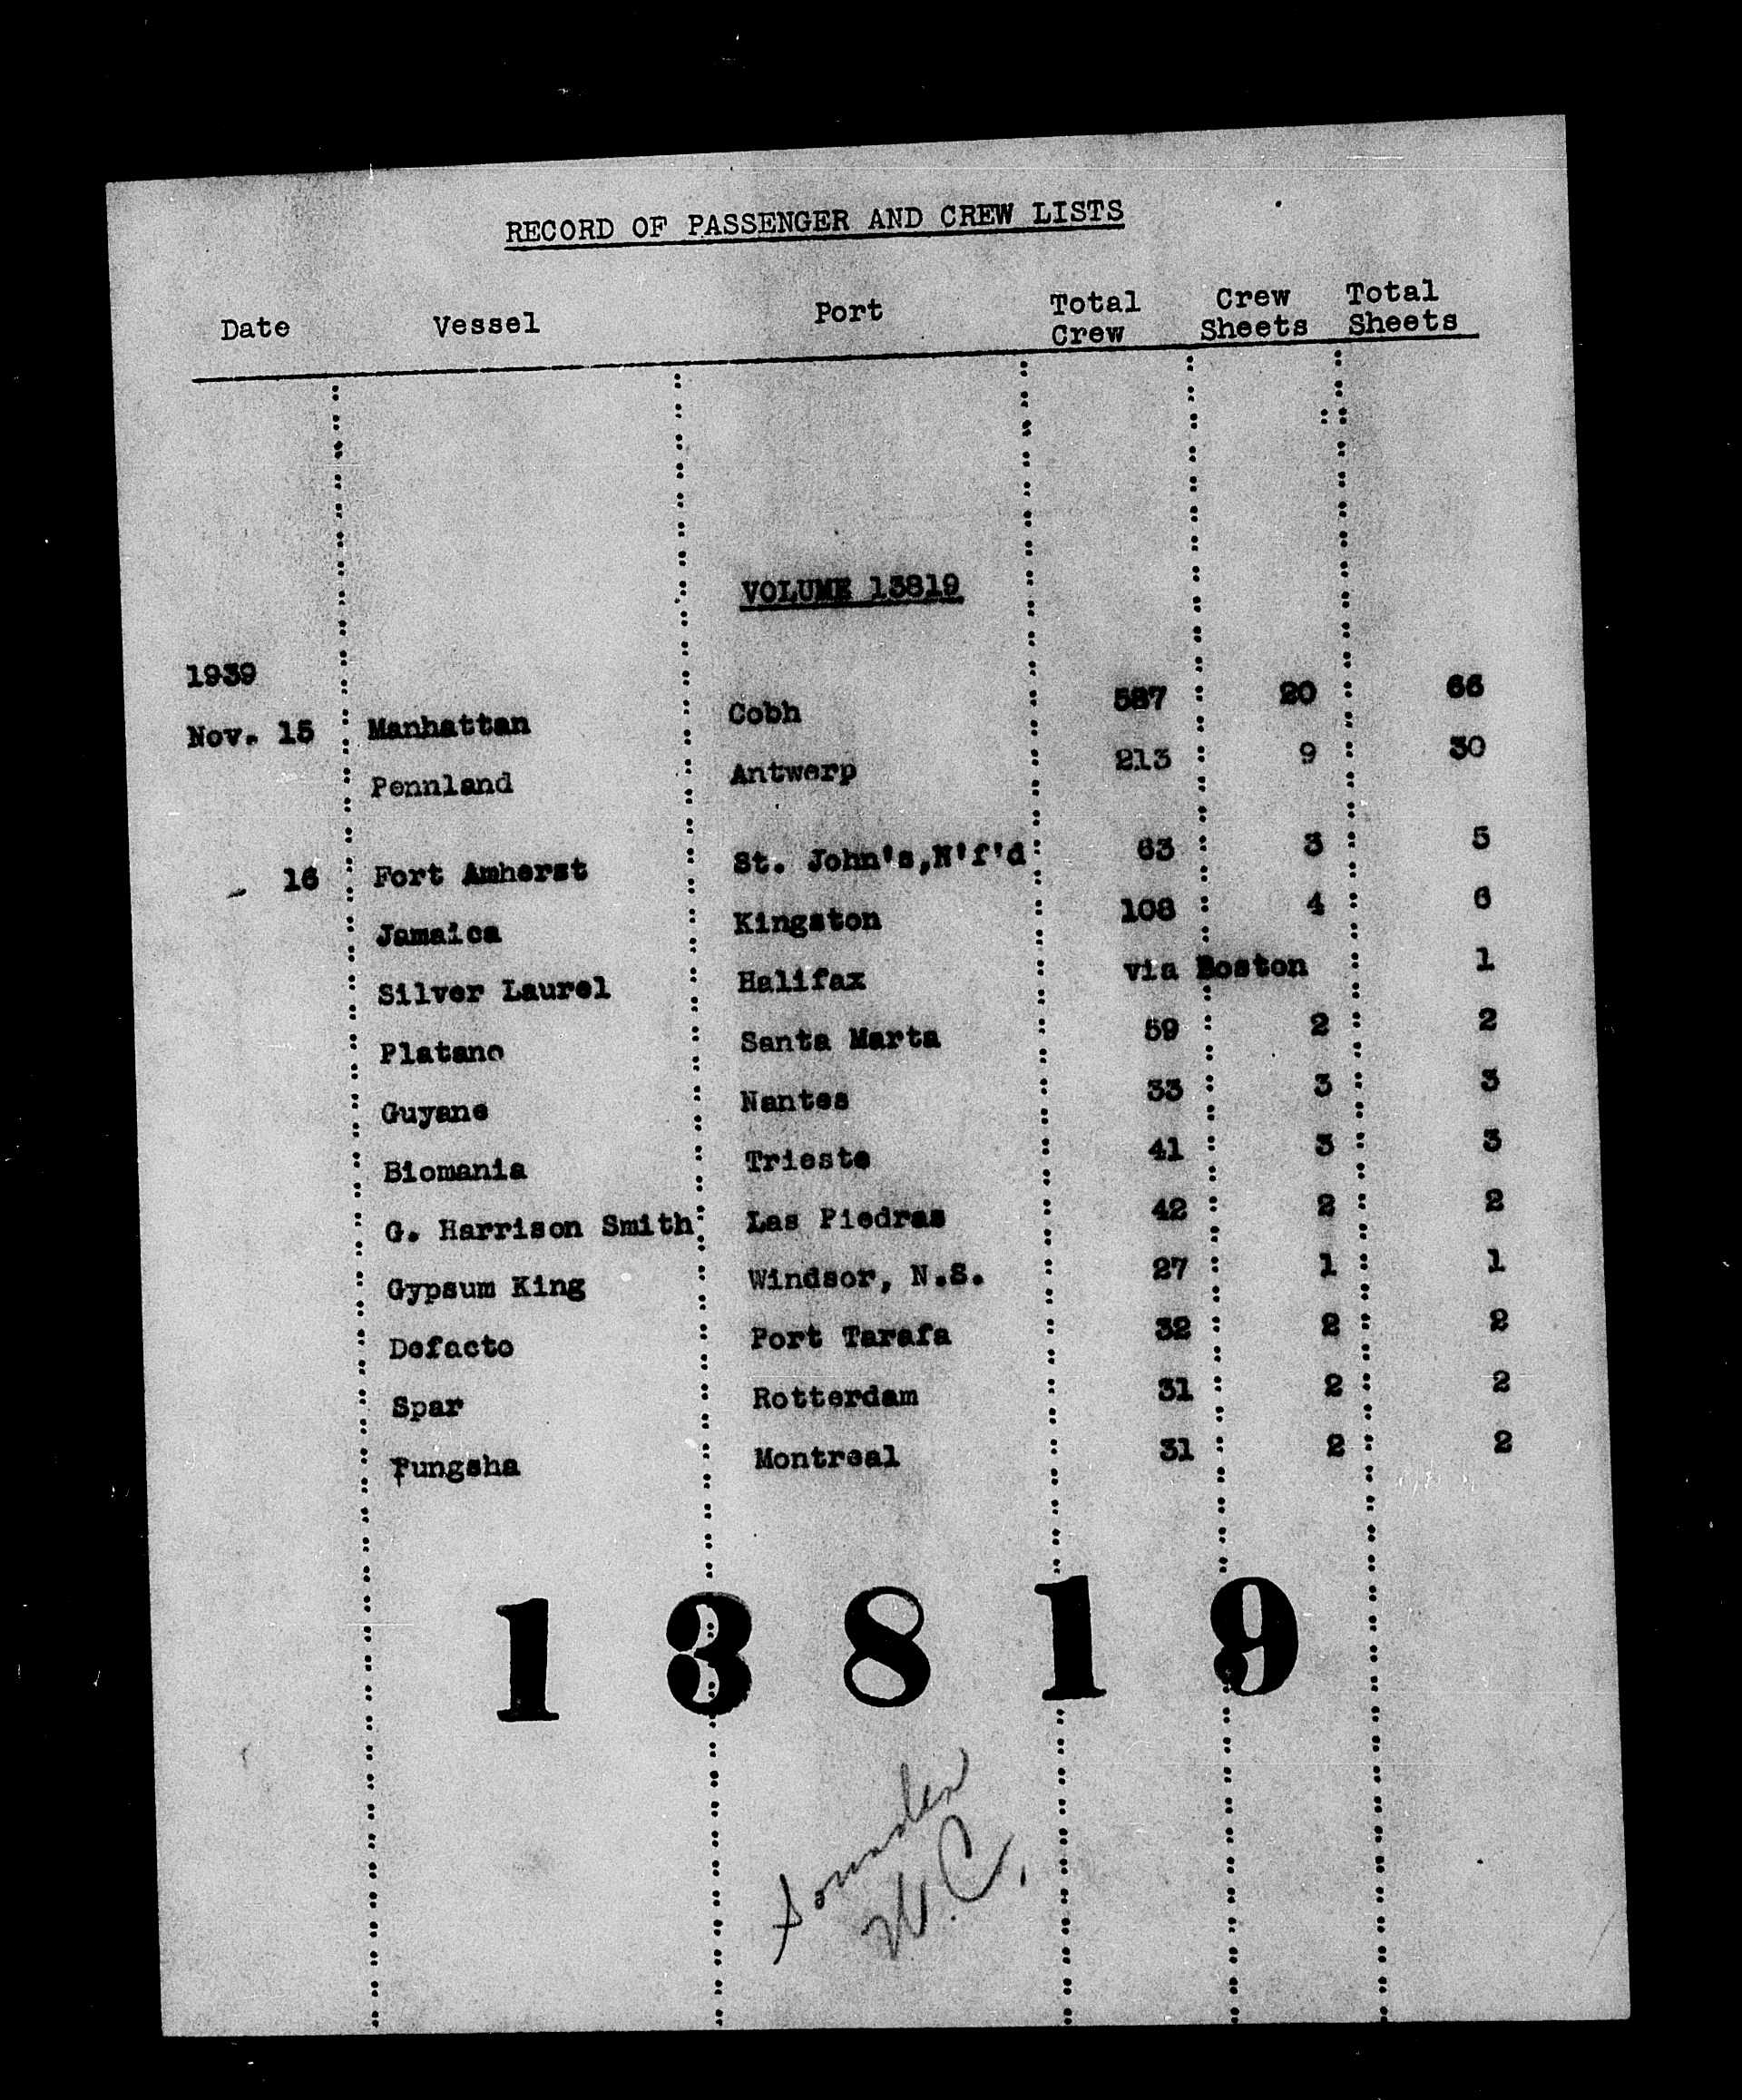 RECORD OF PASSENGER AND CREW LISTS
Date Vessel Port Total Crew Crew Sheets Total Sheets
VOLUME 13819
1939
Nov. 15 Manhattan Cobh 587 20 66
Pennland Antwerp 213 9 30
16 Fort Amherst St. John's,N'f'd 63 3 5
Jamaica Kingston 108 4 6
Silver Laurel Halifax via Boston 1
Platano Santa Marta 59 2 2
Guyane Nantes 33 3 3
Biomania Trieste 41 3 3
G. Harrison Smith Las Piedras 42 2 2
Gypsum King Windsor, N.S. 27 1 1
Defacto Port Tarafa 32 2 2
Spar Rotterdam 31 2 2
Fungsha Montreal 31 2 2
13819